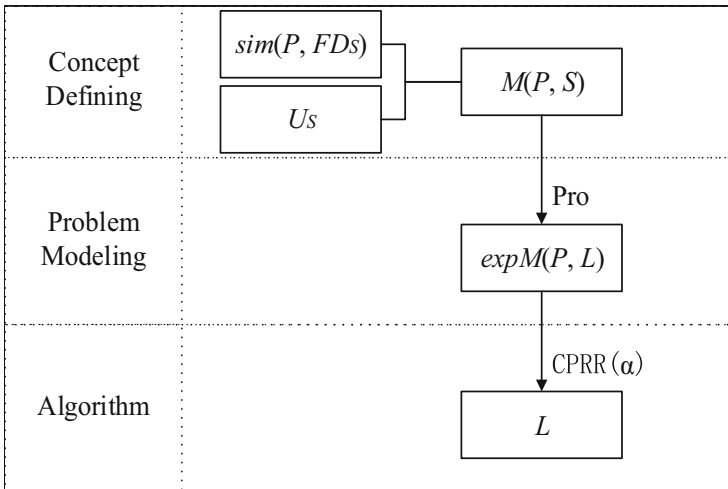 Concept
Defining
sim(P, FDs)
Us
M(P, S)
Pro
Problem
Modeling
expM(P, L)
CPRR(α)
Algorithm
L